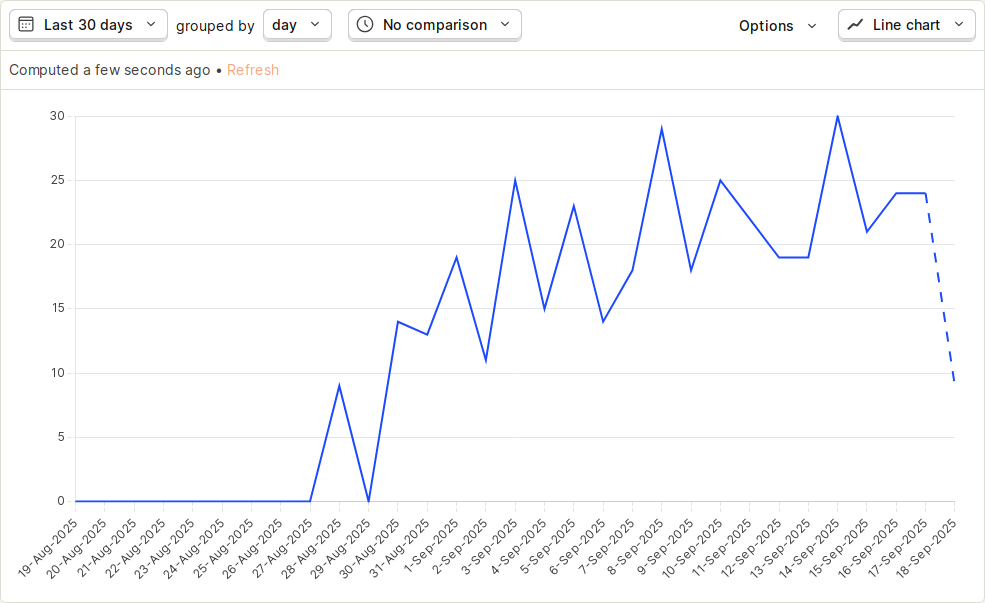 Last 30 days grouped by day No comparison Options Line chart
Computed a few seconds ago • Refresh
30
25
20
15
10
5
0
19-Aug-2025
20-Aug-2025
21-Aug-2025
22-Aug-2025
23-Aug-2025
24-Aug-2025
25-Aug-2025
26-Aug-2025
27-Aug-2025
28-Aug-2025
29-Aug-2025
30-Aug-2025
31-Aug-2025
1-Sep-2025
2-Sep-2025
3-Sep-2025
4-Sep-2025
5-Sep-2025
6-Sep-2025
7-Sep-2025
8-Sep-2025
9-Sep-2025
10-Sep-2025
11-Sep-2025
12-Sep-2025
13-Sep-2025
14-Sep-2025
15-Sep-2025
16-Sep-2025
17-Sep-2025
18-Sep-2025